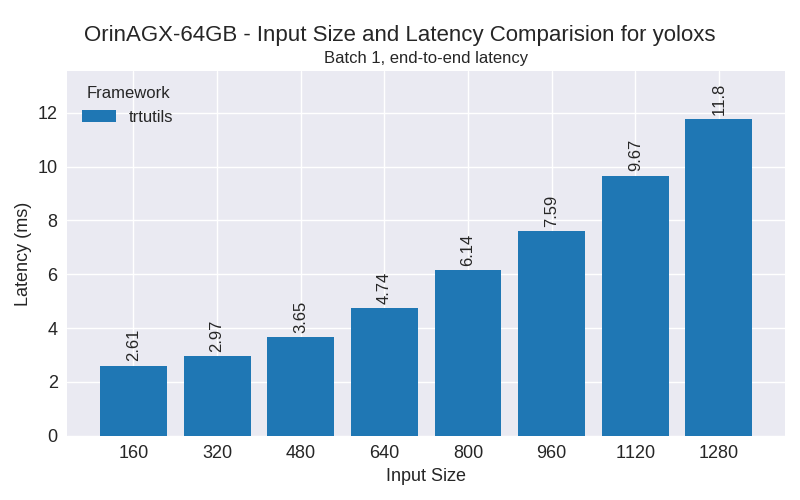 OrinAGX-64GB - Input Size and Latency Comparision for yoloxs
Batch 1, end-to-end latency
Framework
trtutils
Latency (ms)
12
10
8
6
4
2
0
2.61
2.97
3.65
4.74
6.14
7.59
9.67
11.8
160 320 480 640 800 960 1120 1280
Input Size